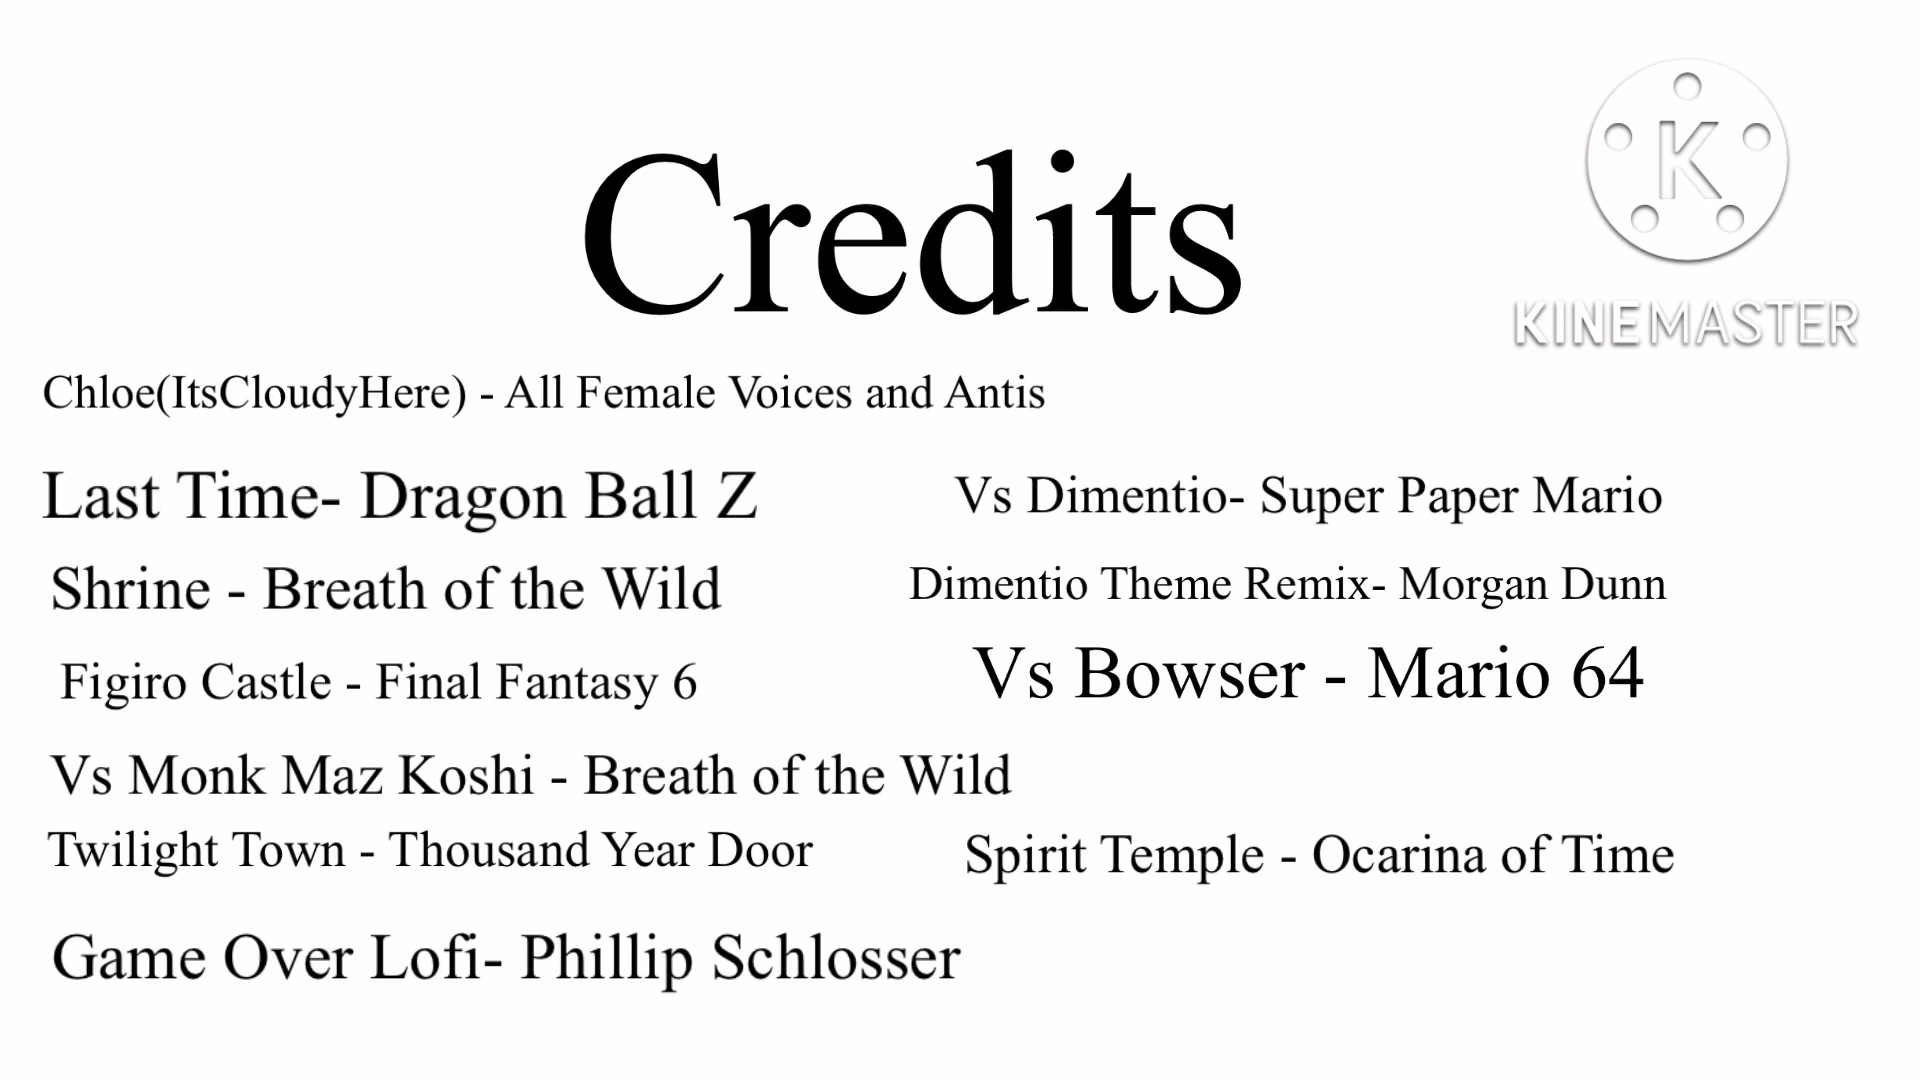 Credits
K
KINEMASTER
Chloe(ItsCloudyHere) - All Female Voices and Antis
Last Time- Dragon Ball Z
Vs Dimentio- Super Paper Mario
Shrine - Breath of the Wild
Dimentio Theme Remix- Morgan Dunn
Figiro Castle - Final Fantasy 6
Vs Bowser - Mario 64
Vs Monk Maz Koshi - Breath of the Wild
Twilight Town - Thousand Year Door
Spirit Temple - Ocarina of Time
Game Over Lofi- Phillip Schlosser